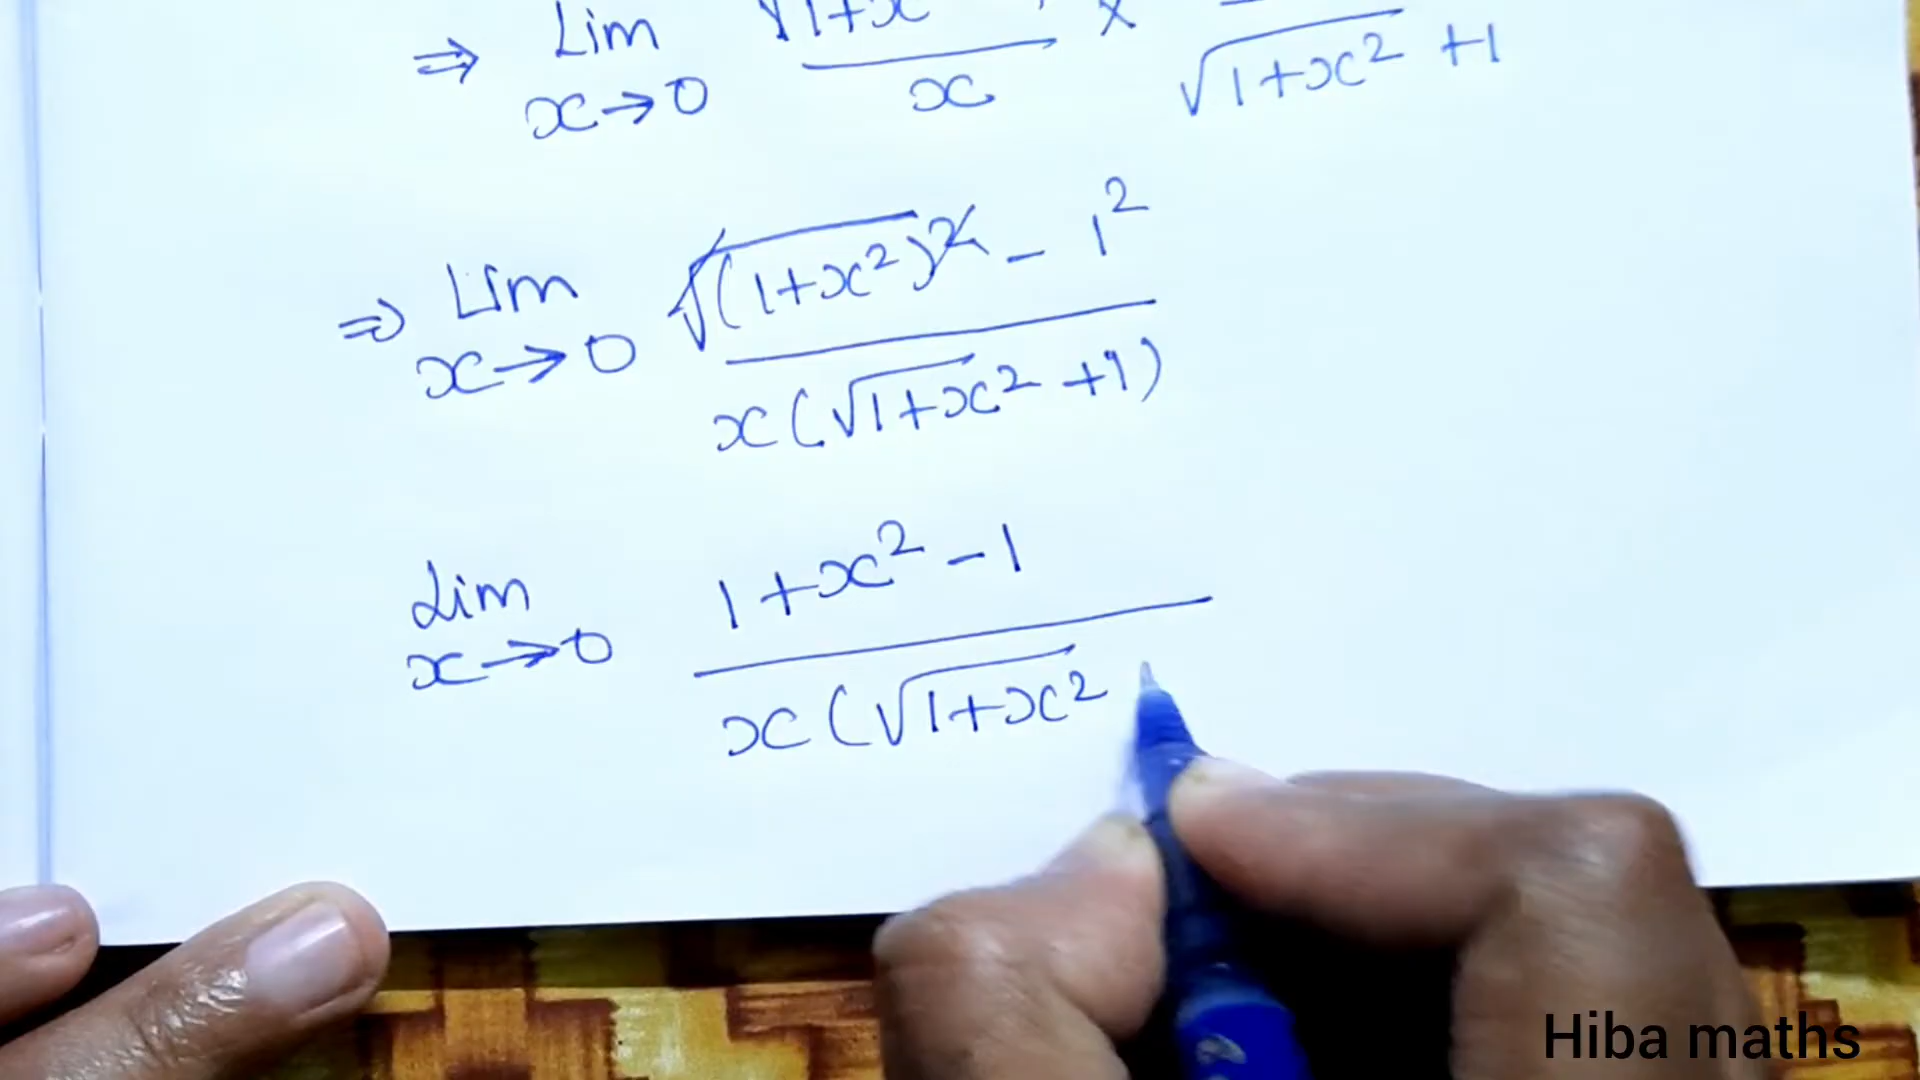 ⇒ Lim √1+x ×
x→0 x √1+x² +1
⇒ Lim √(1+x²)² - 1²
x→0 x(√1+x² +1)
Lim 1+x² -1
x→0 x(√1+x²
Hiba maths